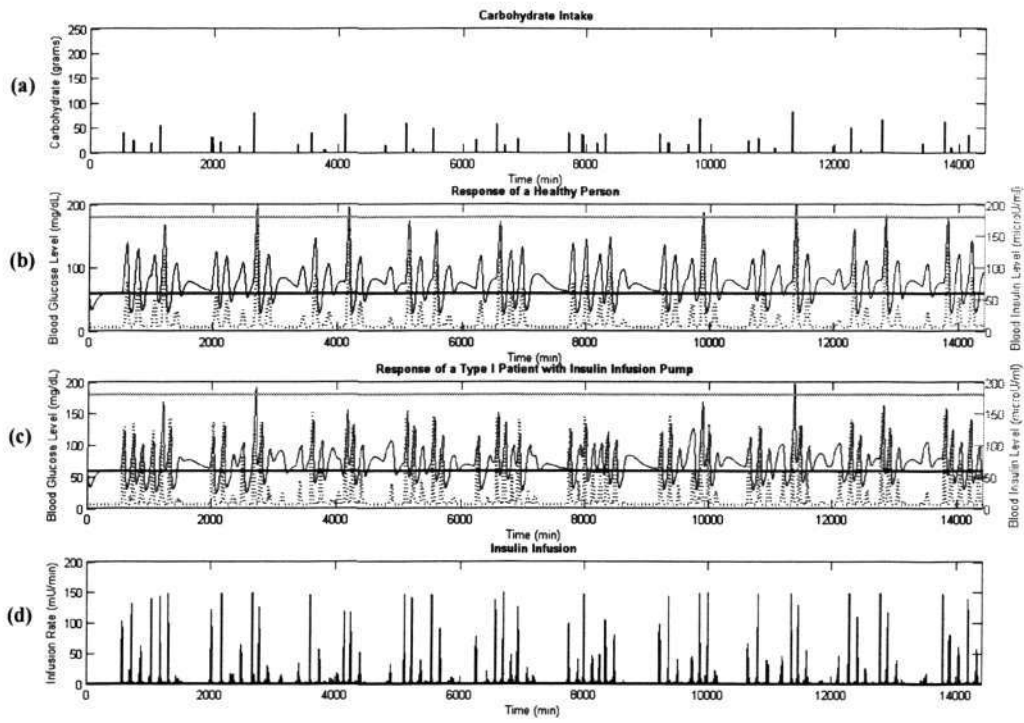 Carbohydrate Intake
(a)
Carbohydrate (grams)
250
200
150
100
50
0
0 2000 4000 6000 8000 10000 12000 14000
Time (min)
Response of a Healthy Person
(b)
Blood Glucose Level (mg/dL)
200
100
0
0 2000 4000 6000 8000 10000 12000 14000
200
150
100
50
0
Blood Insulin Level (microU/ml)
Time (min)
Response of a Type I Patient with Insulin Infusion Pump
(c)
Blood Glucose Level (mg/dL)
200
150
100
50
0
0 2000 4000 6000 8000 10000 12000 14000
200
150
100
50
0
Blood Insulin Level (microU/ml)
Time (min)
Insulin Infusion
(d)
Infusion Rate (mU/min)
200
150
100
50
0
0 2000 4000 6000 8000 10000 12000 14000
Time (min)